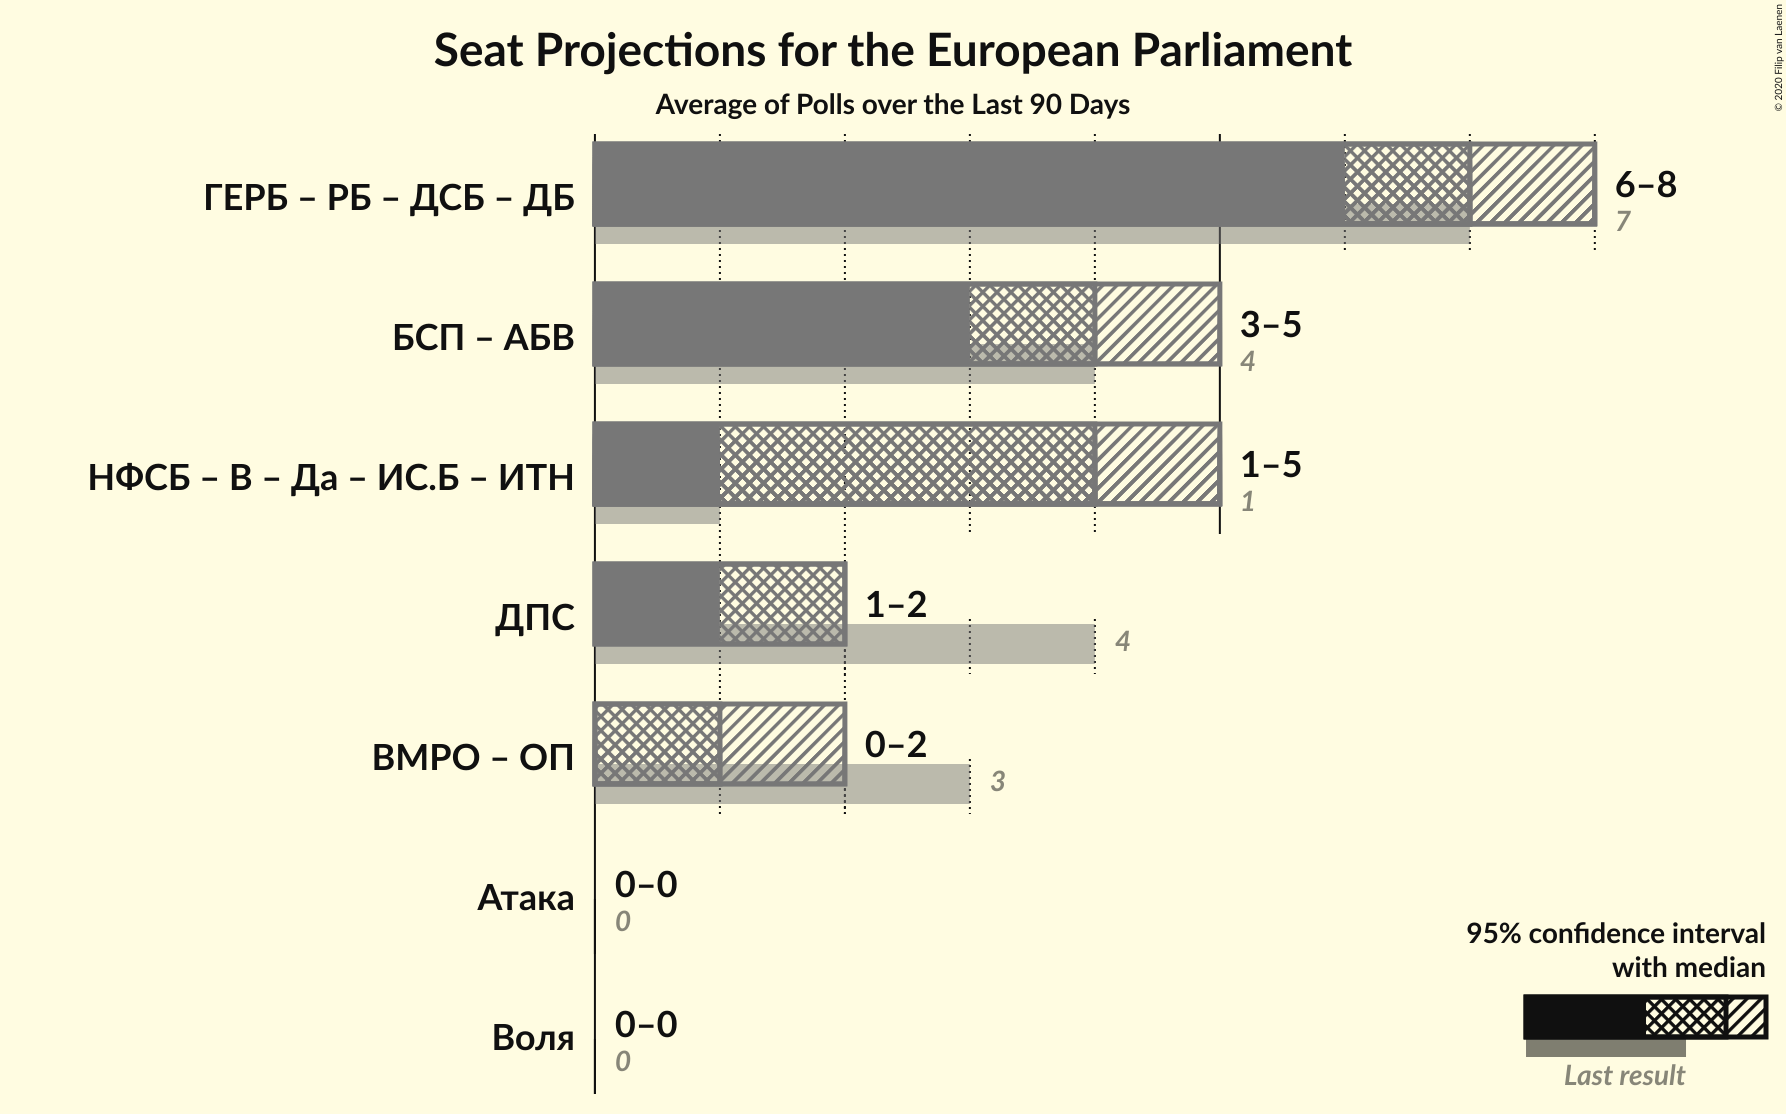 Seat Projections for the European Parliament
Average of Polls over the Last 90 Days
© 2020 Filip van Laenen
ГЕРБ – РБ – ДСБ – ДБ
6–8
7
БСП – АБВ
3–5
4
НФСБ – В – Да – ИС.Б – ИТН
1–5
1
ДПС
1–2
4
ВМРО – ОП
0–2
3
Атака
0–0
0
Воля
0–0
0
95% confidence interval
with median
Last result